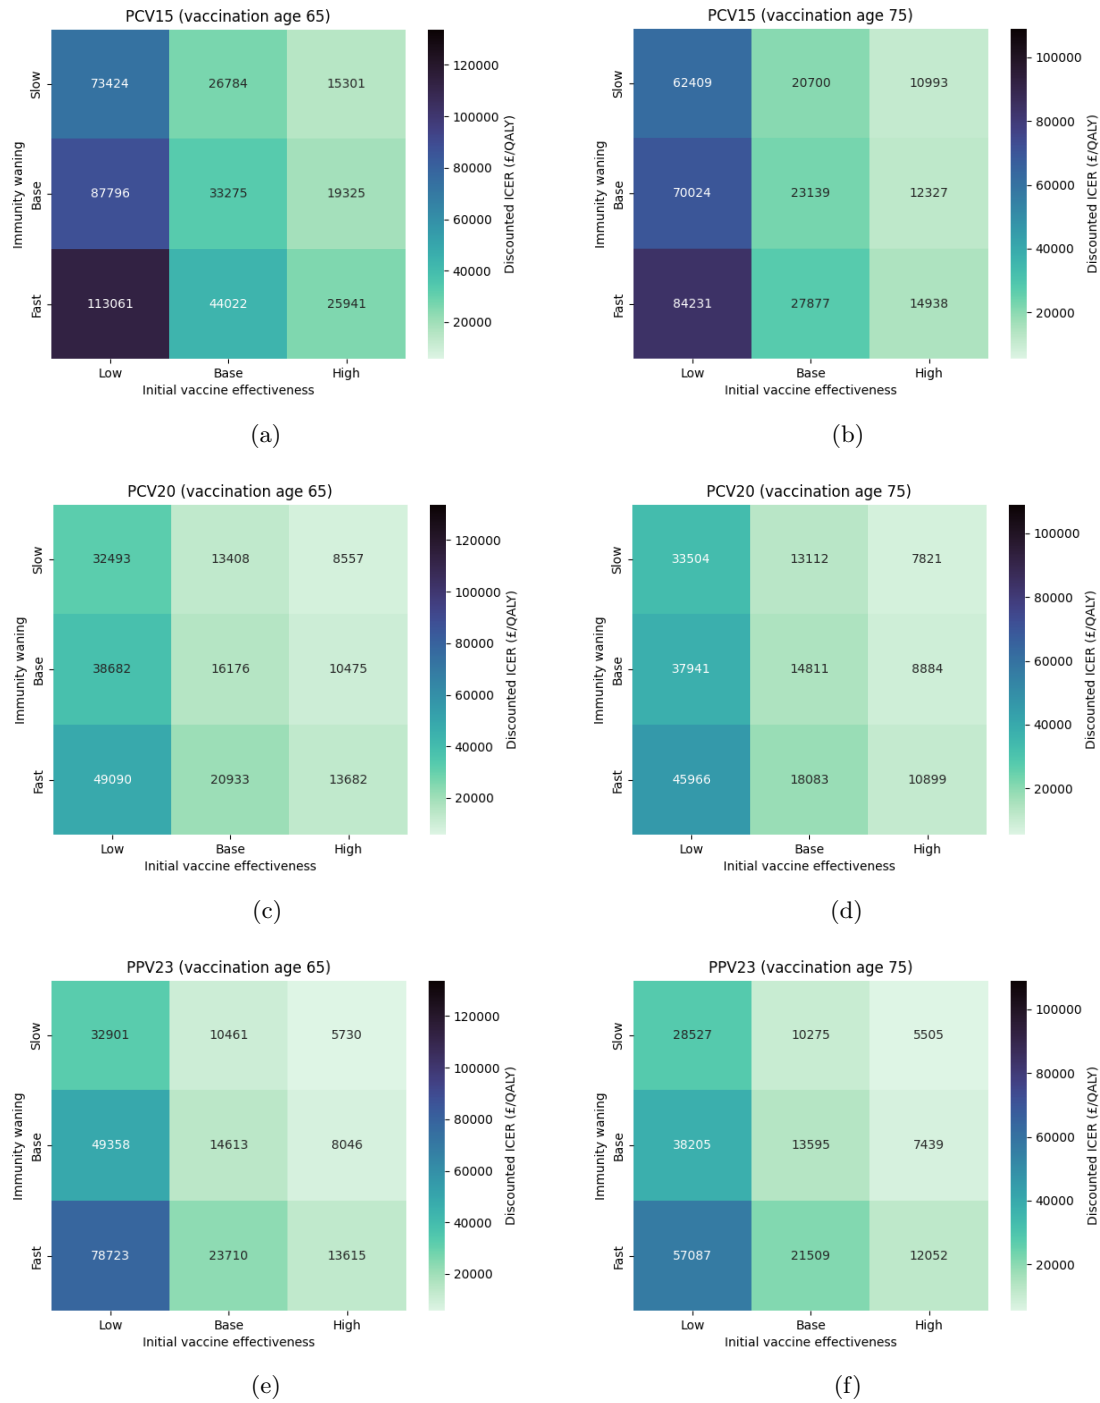 PCV15 (vaccination age 65)
Slow 73424 26784 15301
Base 87796 33275 19325
Fast 113061 44022 25941
Immunity waning
Low Base High
Initial vaccine effectiveness
120000
100000
80000
60000
40000
20000
Discounted ICER (£/QALY)
(a)
PCV15 (vaccination age 75)
Slow 62409 20700 10993
Base 70024 23139 12327
Fast 84231 27877 14938
Immunity waning
Low Base High
Initial vaccine effectiveness
100000
80000
60000
40000
20000
Discounted ICER (£/QALY)
(b)
PCV20 (vaccination age 65)
Slow 32493 13408 8557
Base 38682 16176 10475
Fast 49090 20933 13682
Immunity waning
Low Base High
Initial vaccine effectiveness
120000
100000
80000
60000
40000
20000
Discounted ICER (£/QALY)
(c)
PCV20 (vaccination age 75)
Slow 33504 13112 7821
Base 37941 14811 8884
Fast 45966 18083 10899
Immunity waning
Low Base High
Initial vaccine effectiveness
100000
80000
60000
40000
20000
Discounted ICER (£/QALY)
(d)
PPV23 (vaccination age 65)
Slow 32901 10461 5730
Base 49358 14613 8046
Fast 78723 23710 13615
Immunity waning
Low Base High
Initial vaccine effectiveness
120000
100000
80000
60000
40000
20000
Discounted ICER (£/QALY)
(e)
PPV23 (vaccination age 75)
Slow 28527 10275 5505
Base 38205 13595 7439
Fast 57087 21509 12052
Immunity waning
Low Base High
Initial vaccine effectiveness
100000
80000
60000
40000
20000
Discounted ICER (£/QALY)
(f)